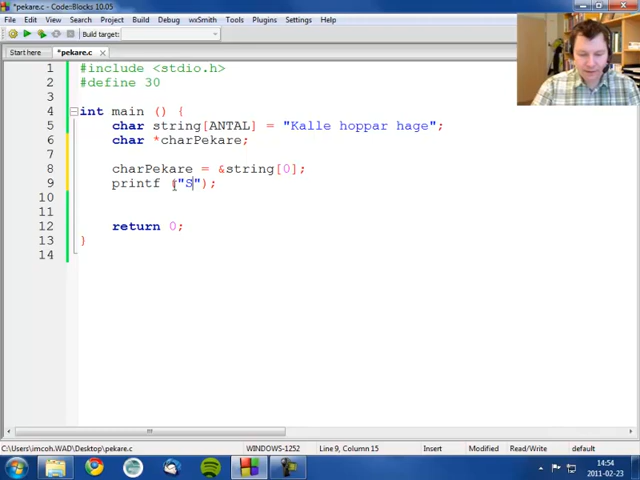 *pekare.c - Code::Blocks 10.05
File Edit View Search Project Build Debug wxSmith Tools Plugins Settings Help
Build target:
Start here *pekare.c
1 #include <stdio.h>
2 #define 30
3
4 int main () {
5 char string[ANTAL] = "Kalle hoppar hage";
6 char *charPekare;
7
8 charPekare = &string[0];
9 printf ("S");
10
11
12 return 0;
13 }
14
C:\Users\imcoh.WAD\Desktop\pekare.c WINDOWS-1252 Line 9, Column 15 Insert Modified Read/Write default
14:54
2011-02-23